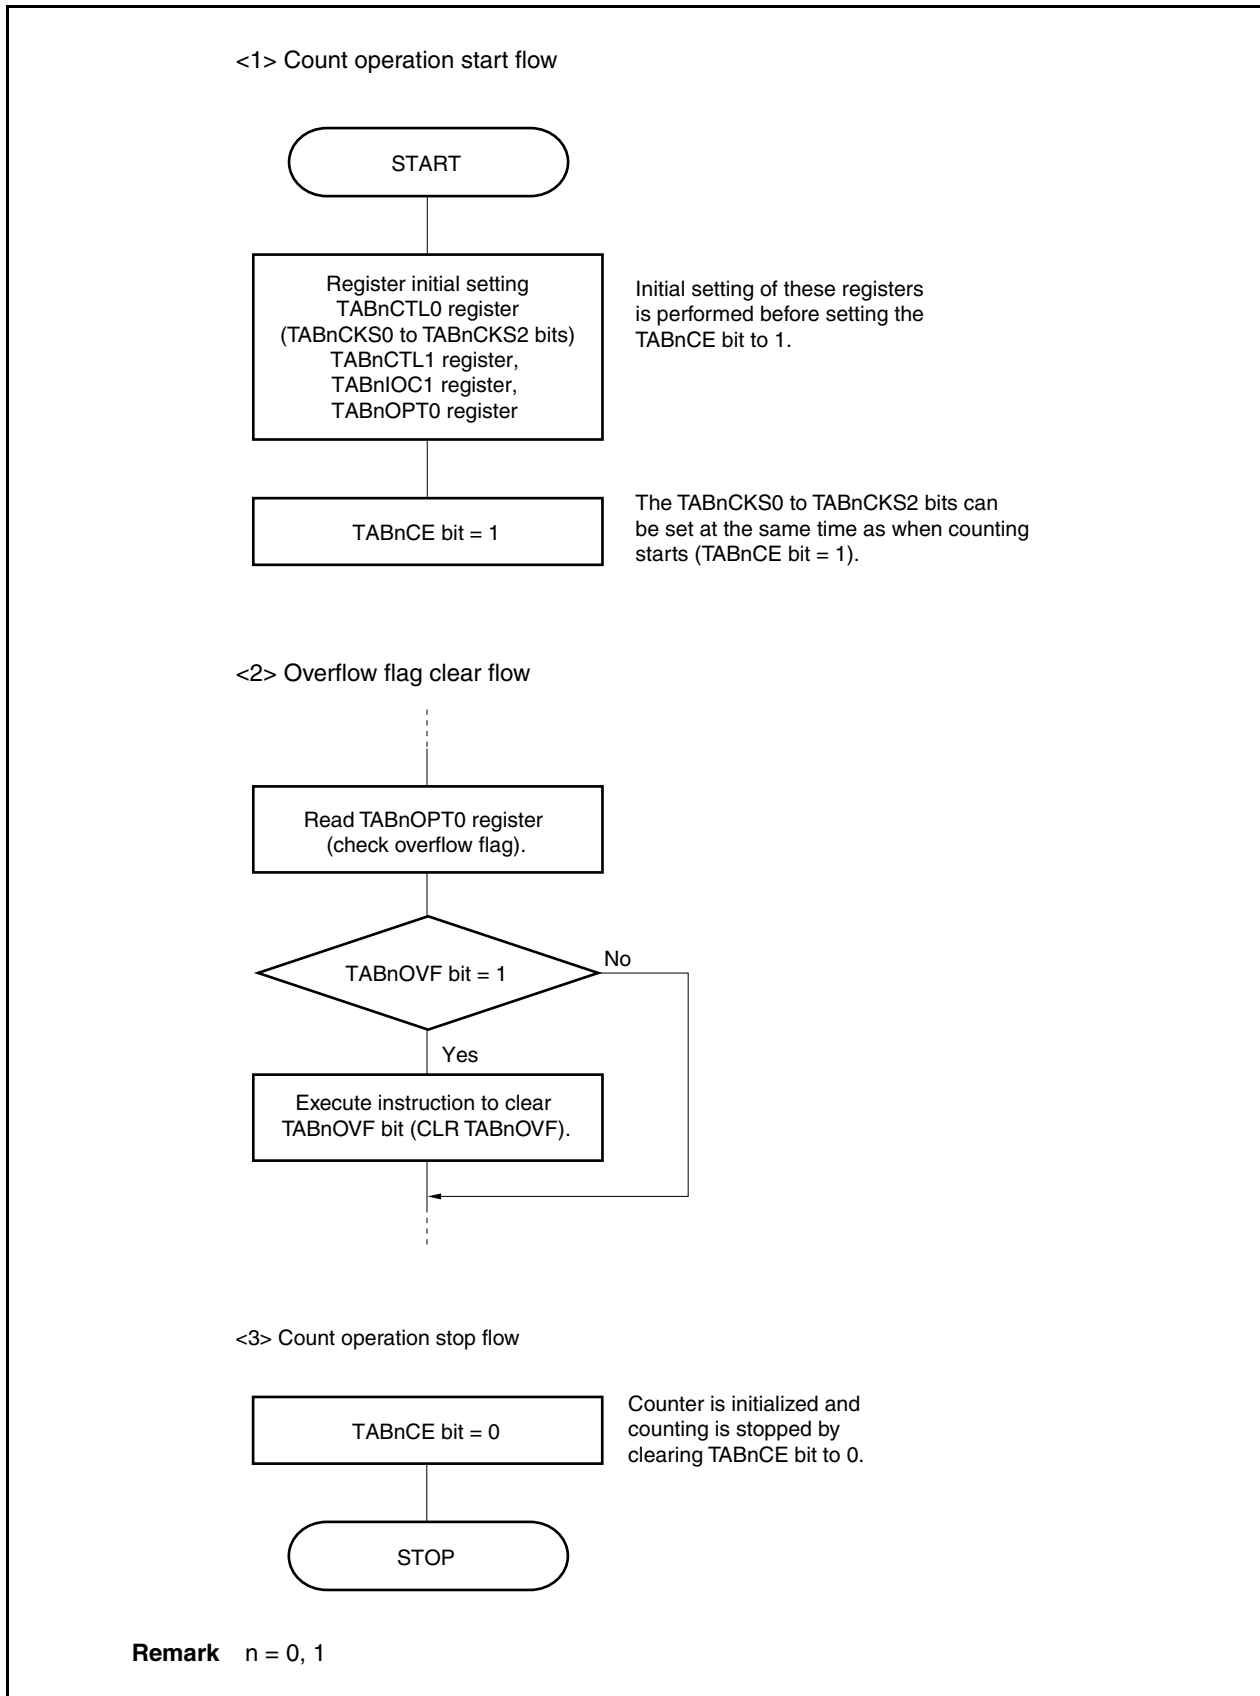 <1> Count operation start flow
START
Register initial setting
TABnCTL0 register
(TABnCKS0 to TABnCKS2 bits)
TABnCTL1 register,
TABnIOC1 register,
TABnOPT0 register
Initial setting of these registers
is performed before setting the
TABnCE bit to 1.
TABnCE bit = 1
The TABnCKS0 to TABnCKS2 bits can
be set at the same time as when counting
starts (TABnCE bit = 1).
<2> Overflow flag clear flow
Read TABnOPT0 register
(check overflow flag).
TABnOVF bit = 1
No
Yes
Execute instruction to clear
TABnOVF bit (CLR TABnOVF).
<3> Count operation stop flow
TABnCE bit = 0
Counter is initialized and
counting is stopped by
clearing TABnCE bit to 0.
STOP
Remark n = 0, 1